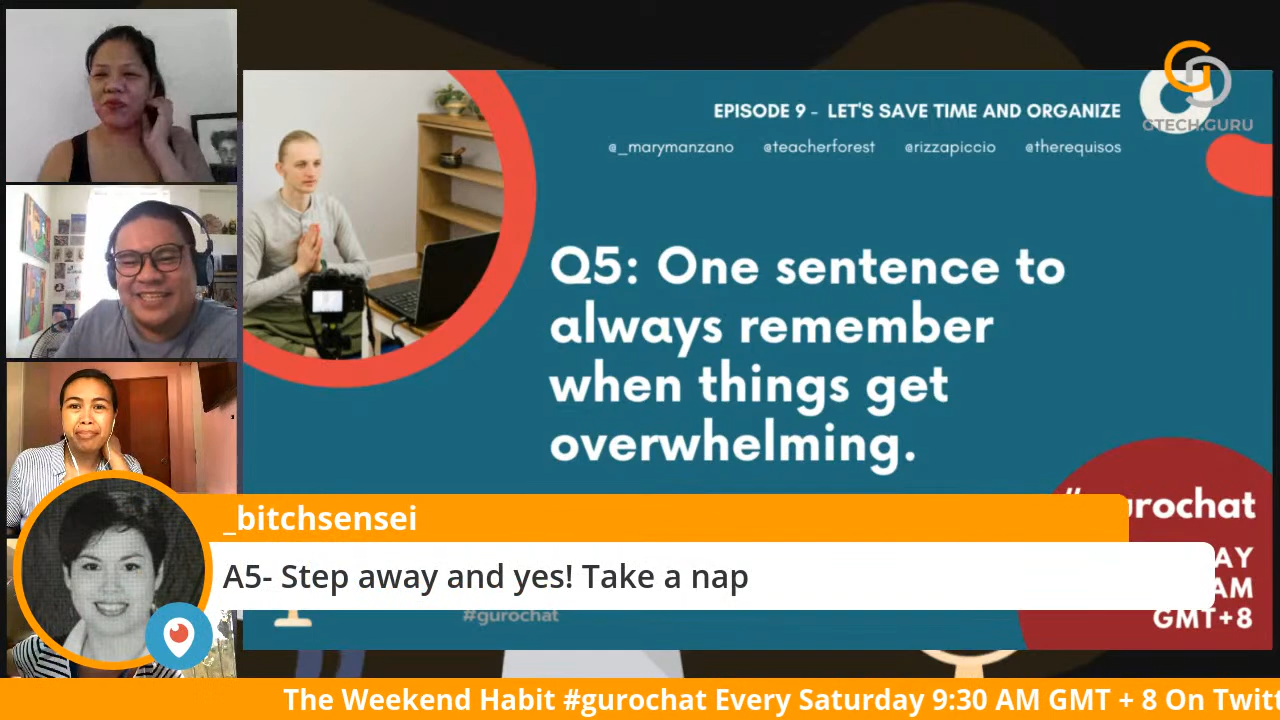 EPISODE 9 - LET'S SAVE TIME AND ORGANIZE
GTECH.GURU
@_marymanzano @teacherforest @rizzapiccio @therequisos
Q5: One sentence to
always remember
when things get
overwhelming.
#gurochat
AY
AM
GMT+8
_bitchsensei
A5- Step away and yes! Take a nap
#gurochat
The Weekend Habit #gurochat Every Saturday 9:30 AM GMT + 8 On Twitt